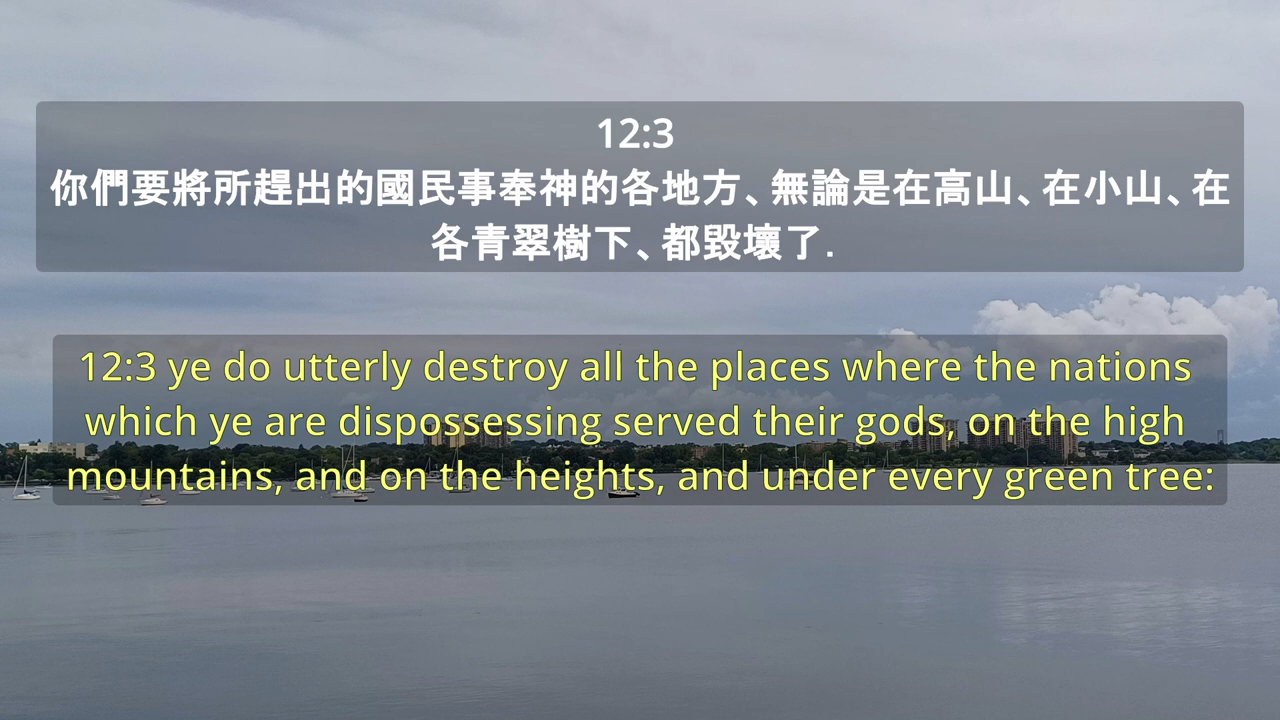 12:3
你們要將所趕出的國民事奉神的各地方、無論是在高山、在小山、在
各青翠樹下、都毀壞了.
12:3 ye do utterly destroy all the places where the nations
which ye are dispossessing served their gods, on the high
mountains, and on the heights, and under every green tree: